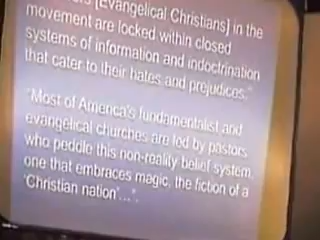 [Evangelical Christians] in the
movement are locked within closed
systems of information and indoctrination
that cater to their hates and prejudices."
"Most of America's fundamentalist and
evangelical churches are led by pastors
who peddle this non-reality belief system,
one that embraces magic, the fiction of a
'Christian nation'…".